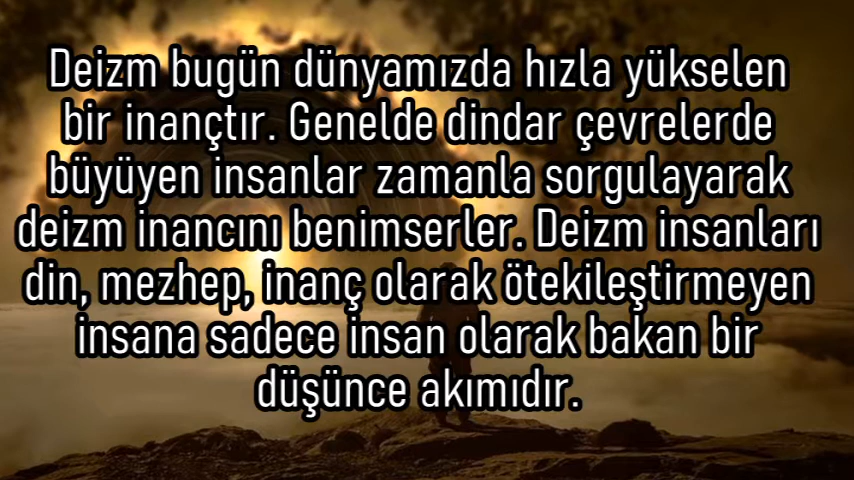 Deizm bugün dünyamızda hızla yükselen
bir inançtır. Genelde dindar çevrelerde
büyüyen insanlar zamanla sorgulayarak
deizm inancını benimserler. Deizm insanları
din, mezhep, inanç olarak ötekileştirmeyen
insana sadece insan olarak bakan bir
düşünce akımıdır.